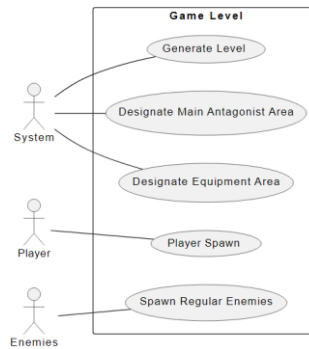 Game Level
Generate Level
Designate Main Antagonist Area
System
Designate Equipment Area
Player Spawn
Player
Spawn Regular Enemies
Enemies